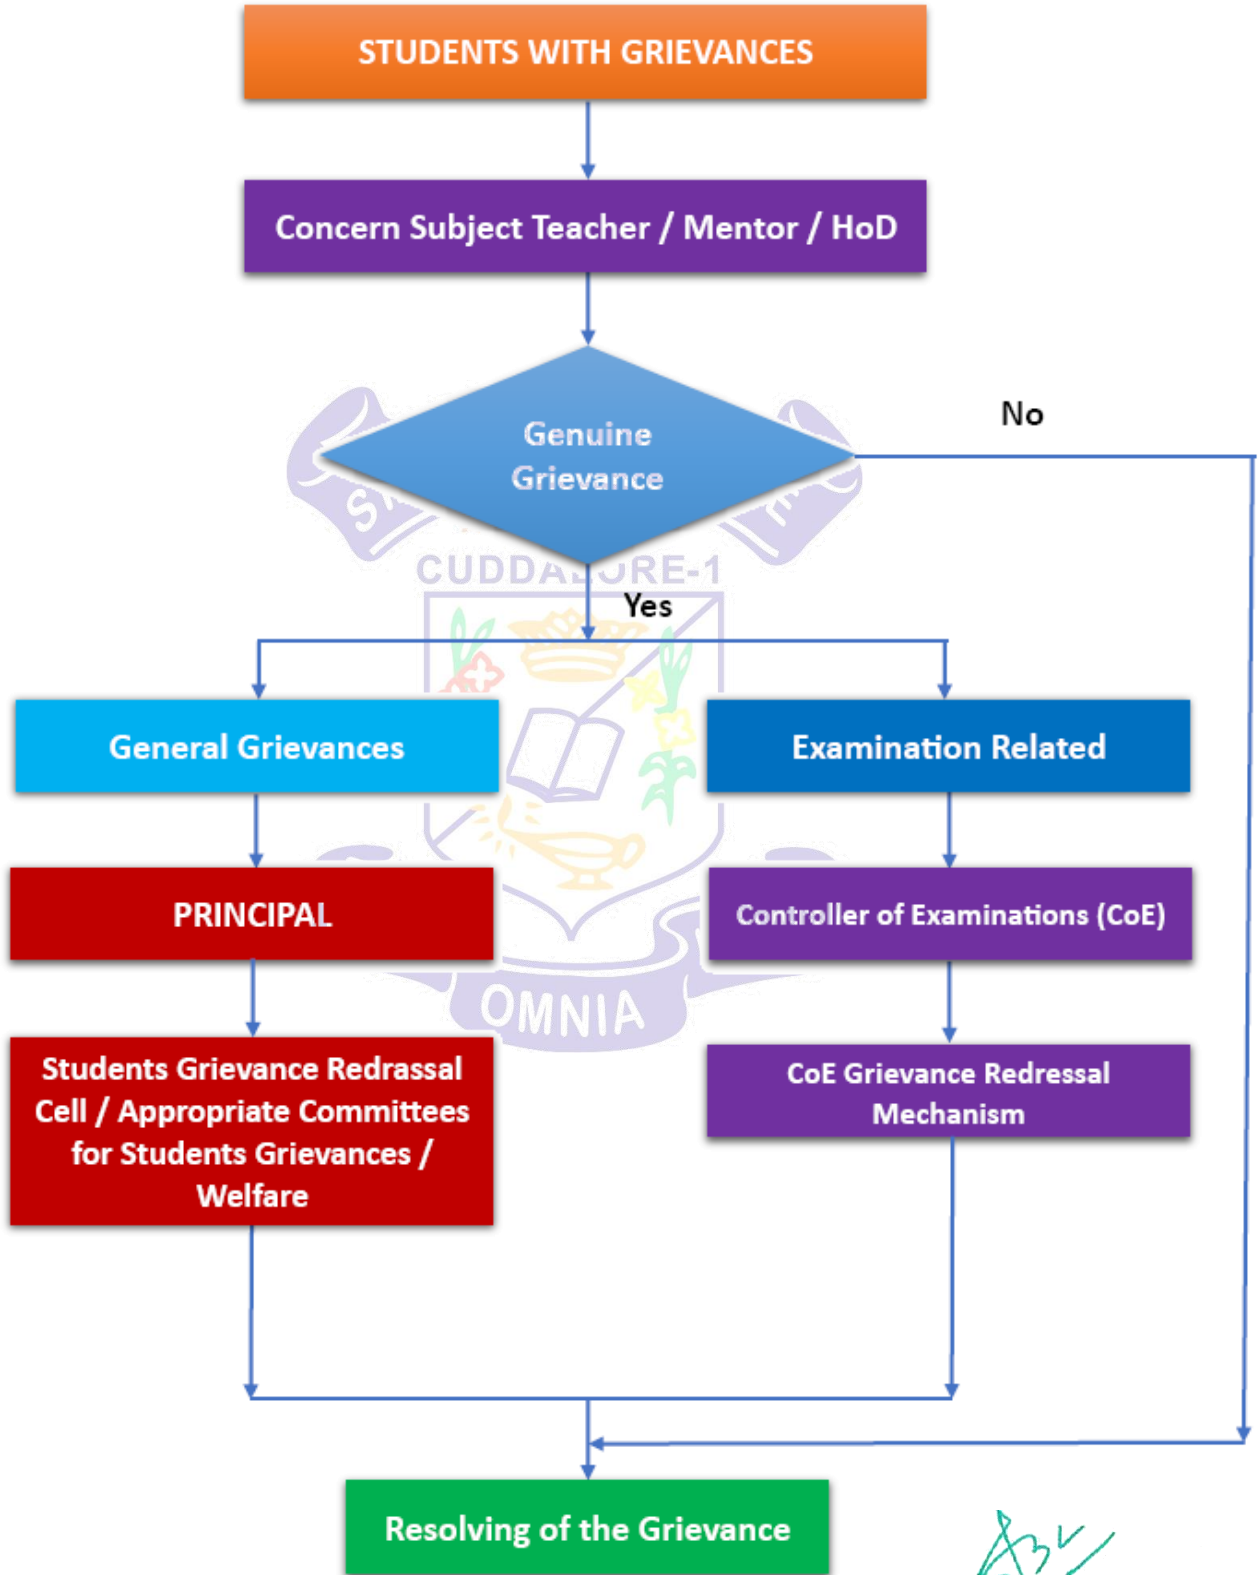 STUDENTS WITH GRIEVANCES
Concern Subject Teacher / Mentor / HoD
Genuine
Grievance
No
CUDDALORE-1
Yes
General Grievances
Examination Related
PRINCIPAL
Controller of Examinations (CoE)
OMNIA
Students Grievance Redrassal
Cell / Appropriate Committees
for Students Grievances /
Welfare
CoE Grievance Redressal
Mechanism
Resolving of the Grievance